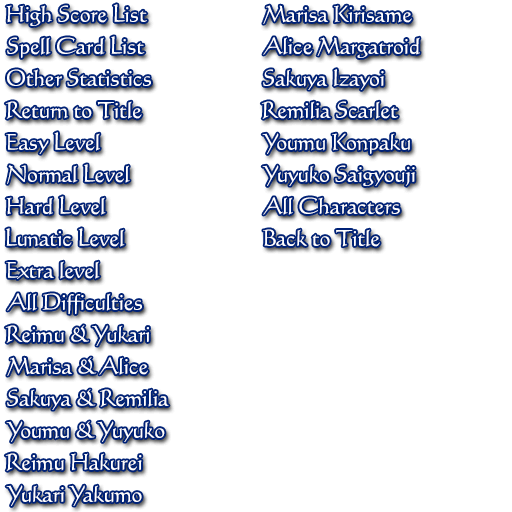 High Score List
Spell Card List
Other Statistics
Return to Title
Easy Level
Normal Level
Hard Level
Lunatic Level
Extra level
All Difficulties
Reimu & Yukari
Marisa & Alice
Sakuya & Remilia
Youmu & Yuyuko
Reimu Hakurei
Yukari Yakumo
Marisa Kirisame
Alice Margatroid
Sakuya Izayoi
Remilia Scarlet
Youmu Konpaku
Yuyuko Saigyouji
All Characters
Back to Title